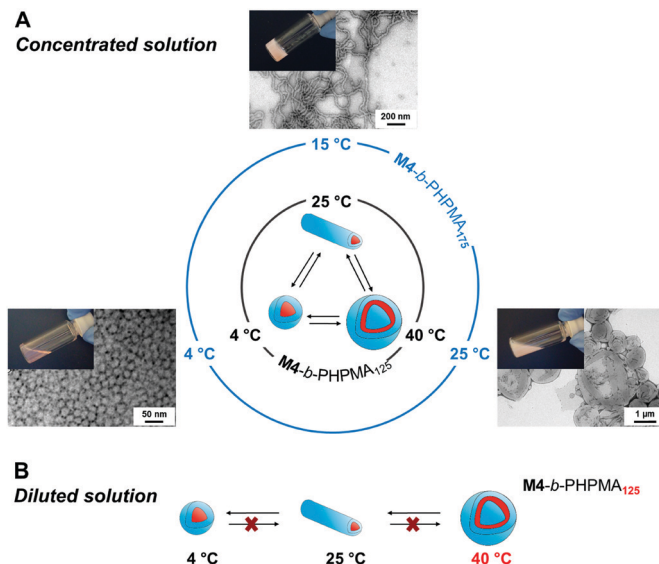 A
Concentrated solution
200 nm
15 °C
M4-b-PHPMA175
25 °C
4 °C
40 °C
M4-b-PHPMA125
4 °C
25 °C
50 nm
1 µm
B
Diluted solution
M4-b-PHPMA125
4 °C
25 °C
40 °C